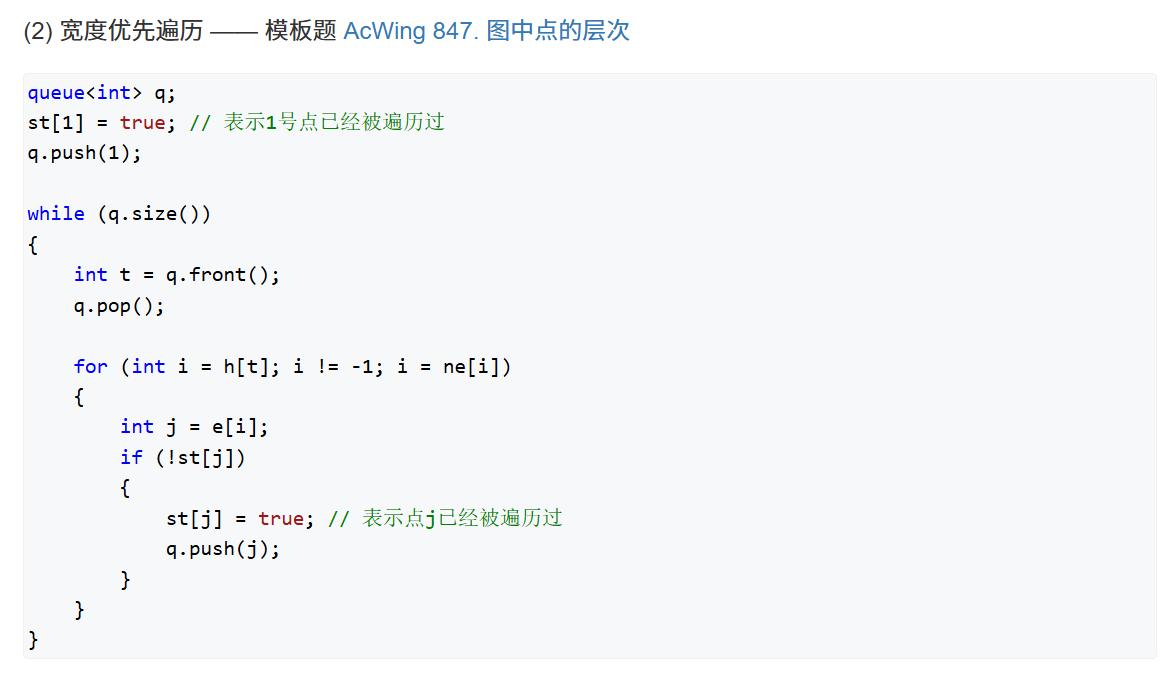 (2) 宽度优先遍历 —— 模板题 AcWing 847. 图中点的层次
queue<int> q;
st[1] = true; // 表示1号点已经被遍历过
q.push(1);

while (q.size())
{
    int t = q.front();
    q.pop();

    for (int i = h[t]; i != -1; i = ne[i])
    {
        int j = e[i];
        if (!st[j])
        {
            st[j] = true; // 表示点j已经被遍历过
            q.push(j);
        }
    }
}